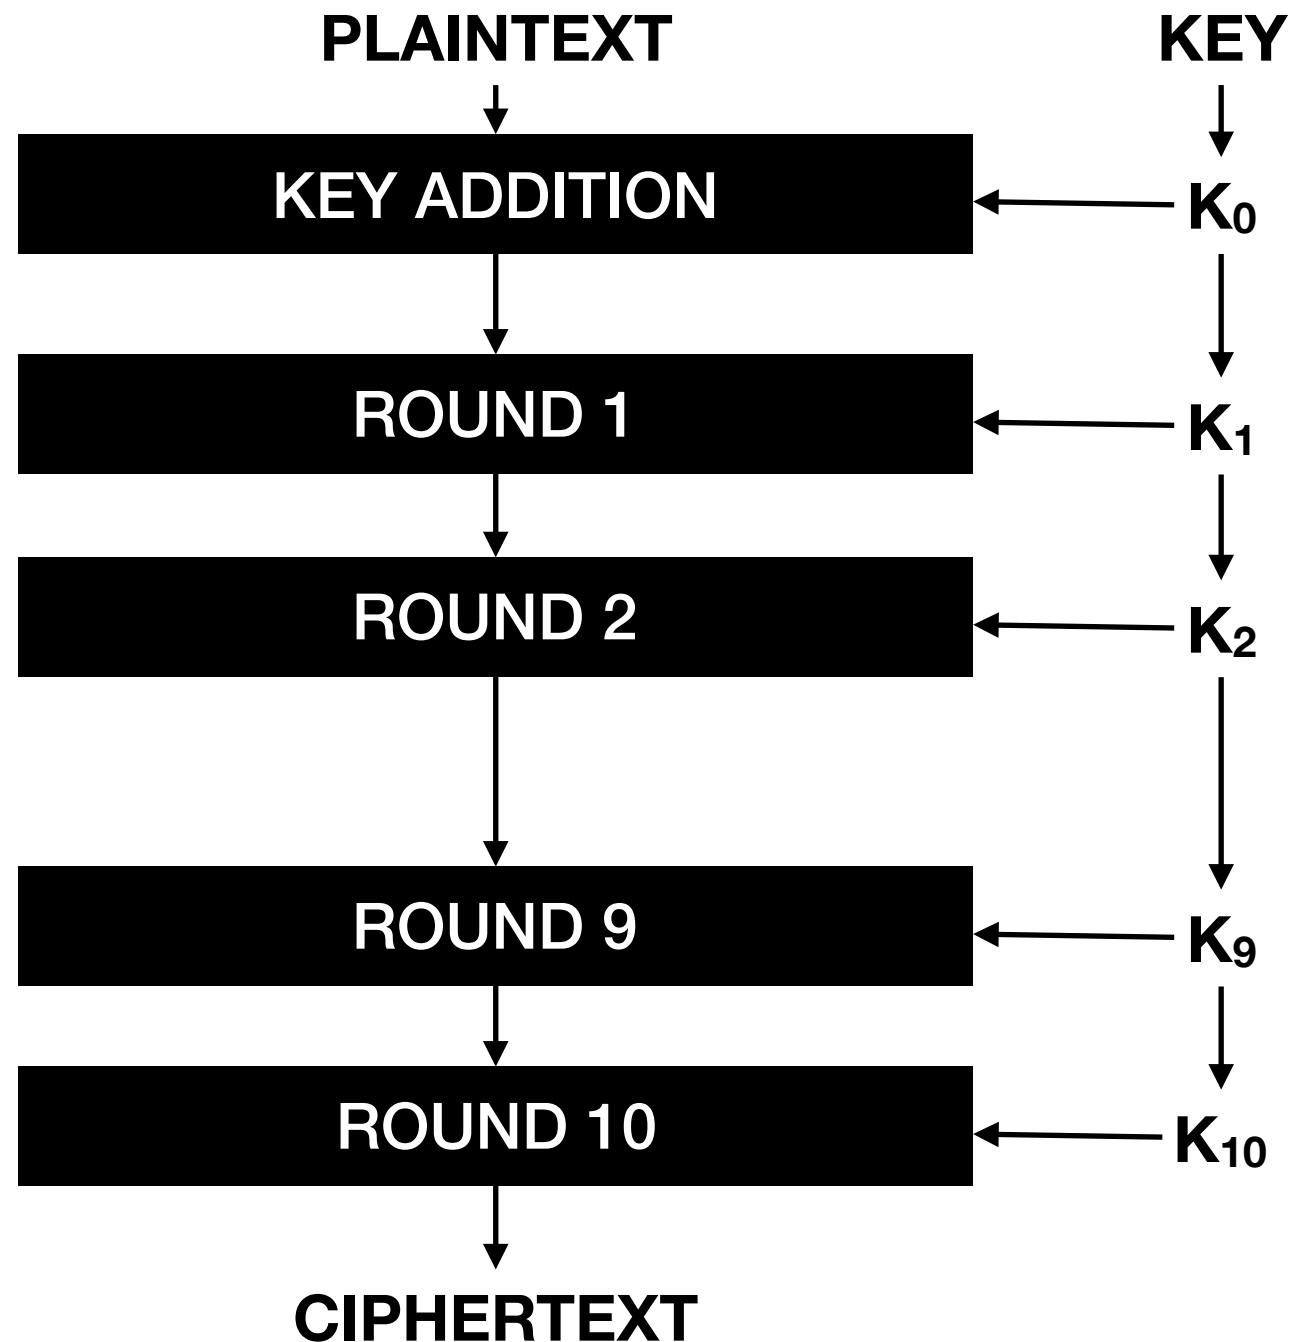 PLAINTEXT
KEY
KEY ADDITION
K₀
ROUND 1
K₁
ROUND 2
K₂
ROUND 9
K₉
ROUND 10
K₁₀
CIPHERTEXT